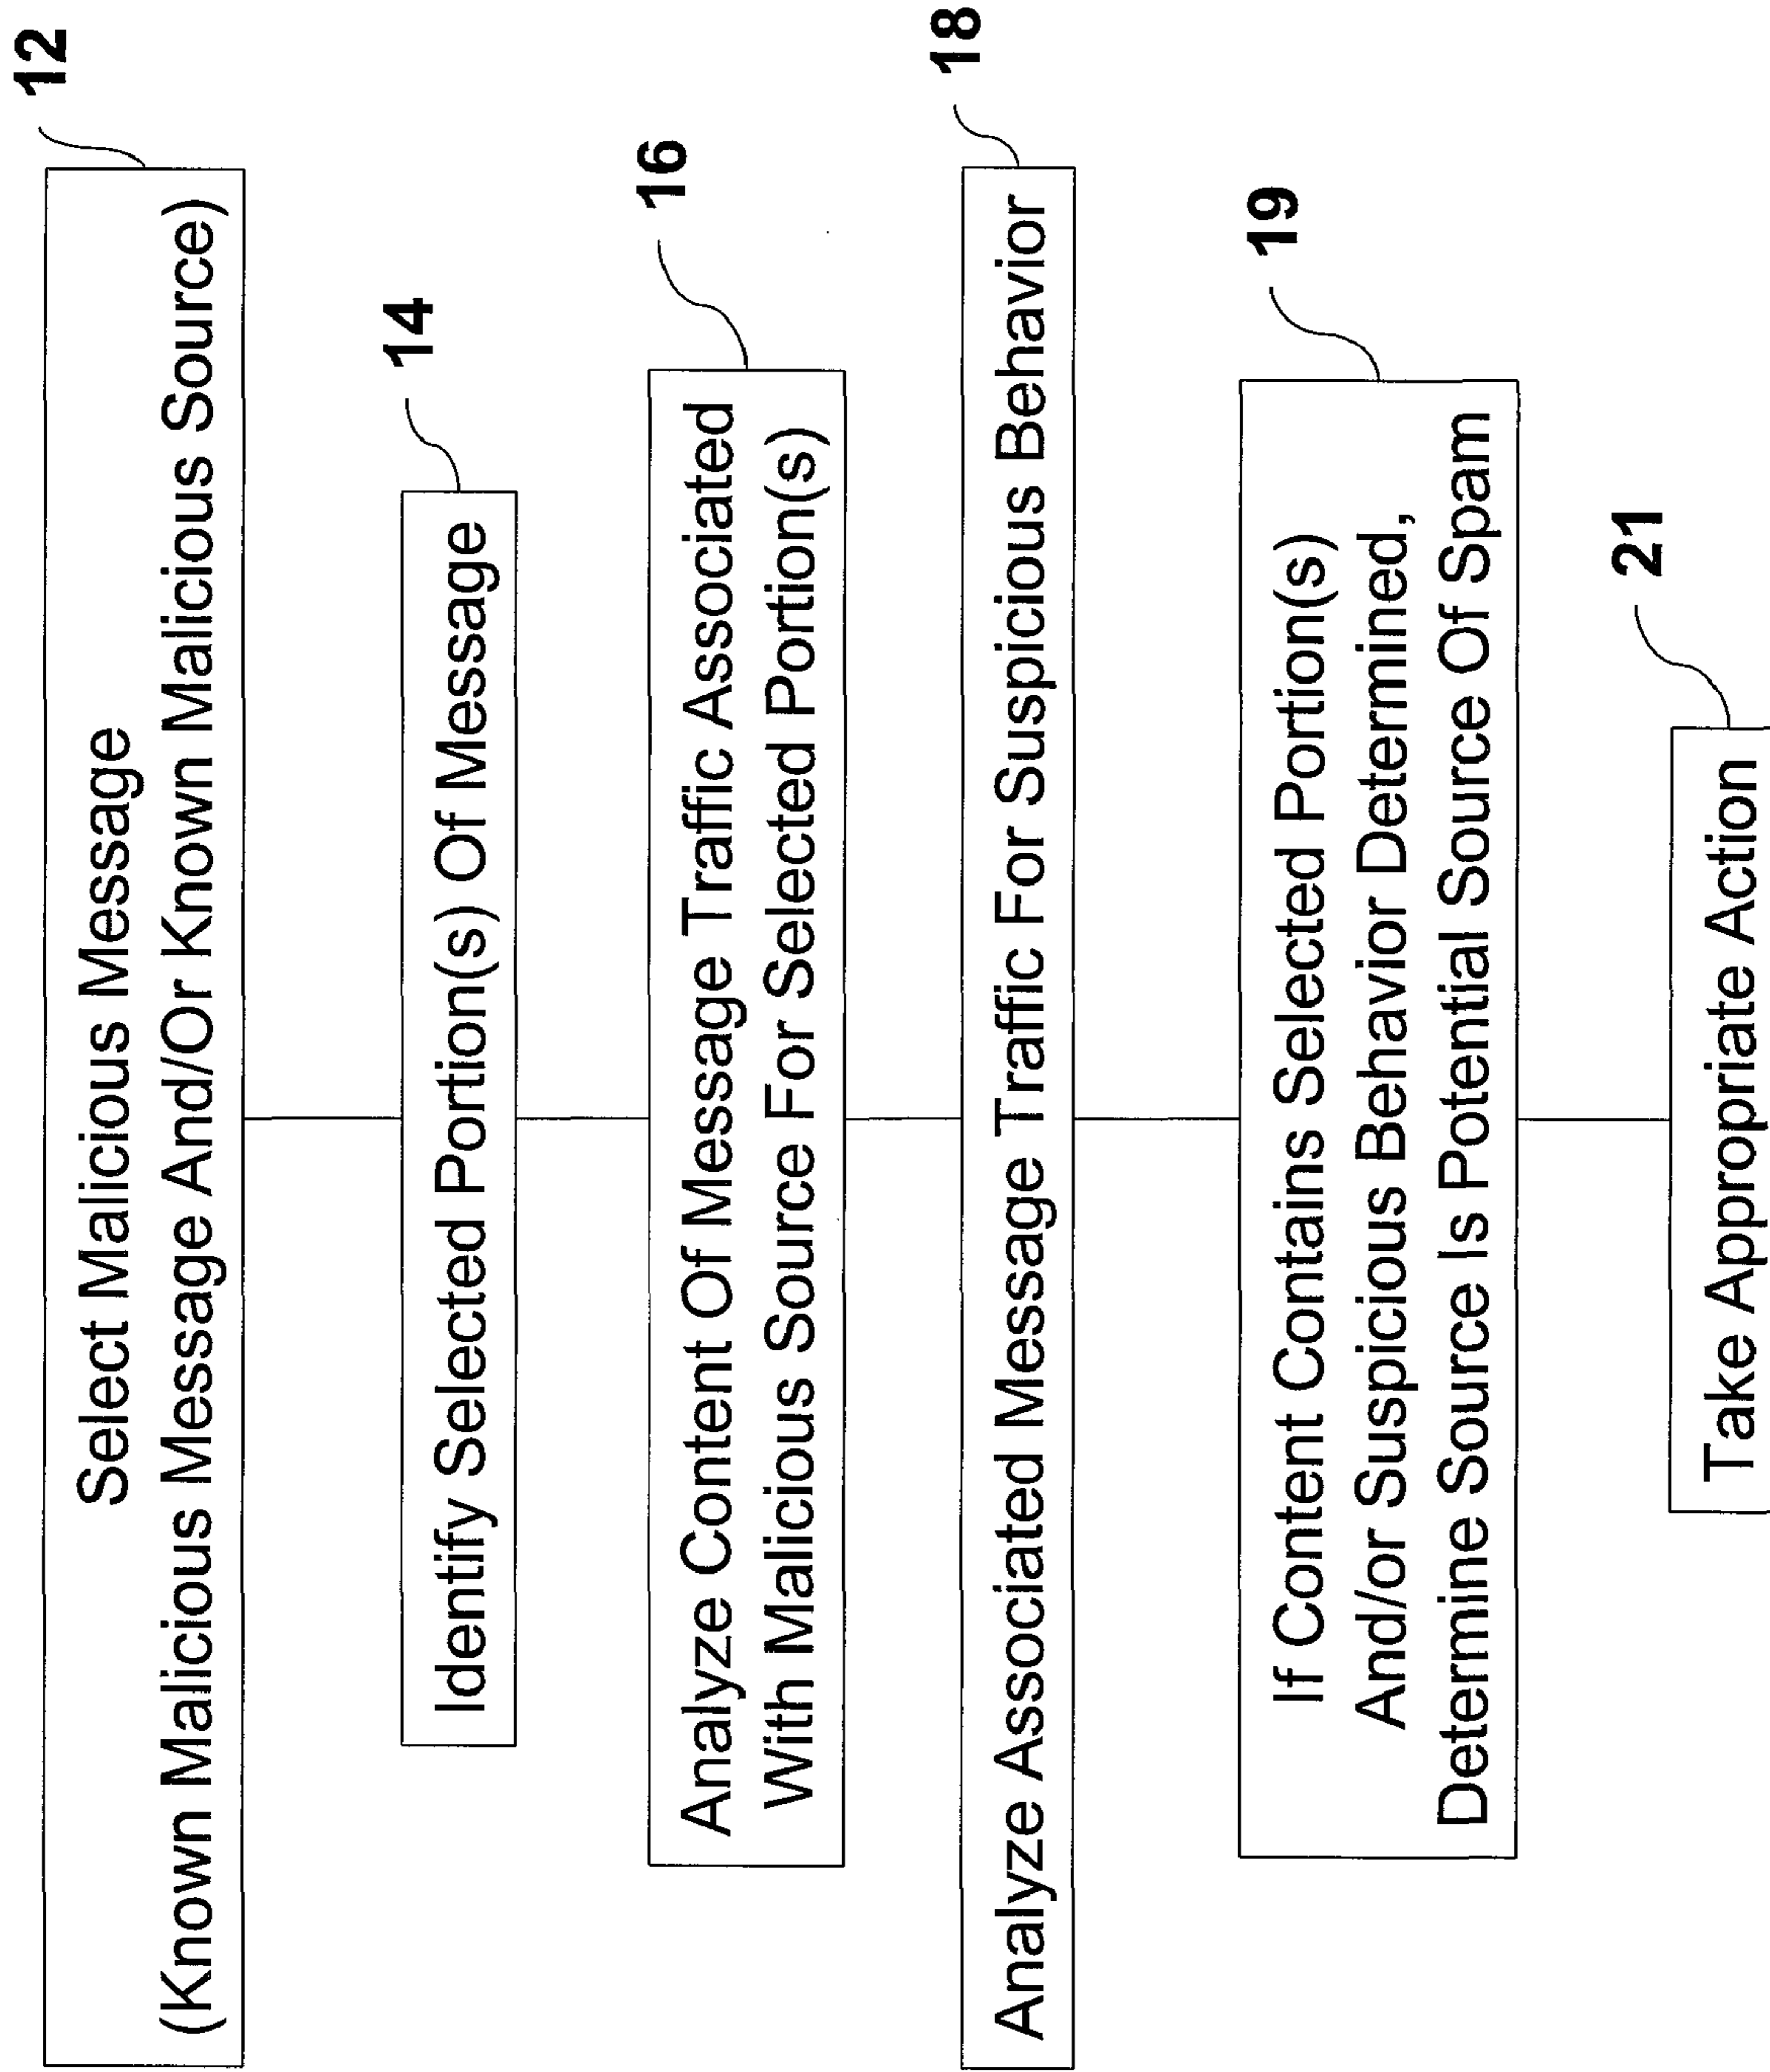 12
Select Malicious Message
(Known Malicious Message And/Or Known Malicious Source)
14
Identify Selected Portion(s) Of Message
16
Analyze Content Of Message Traffic Associated
With Malicious Source For Selected Portion(s)
18
Analyze Associated Message Traffic For Suspicious Behavior
19
If Content Contains Selected Portion(s)
And/or Suspicious Behavior Determined,
Determine Source Is Potential Source Of Spam
21
Take Appropriate Action